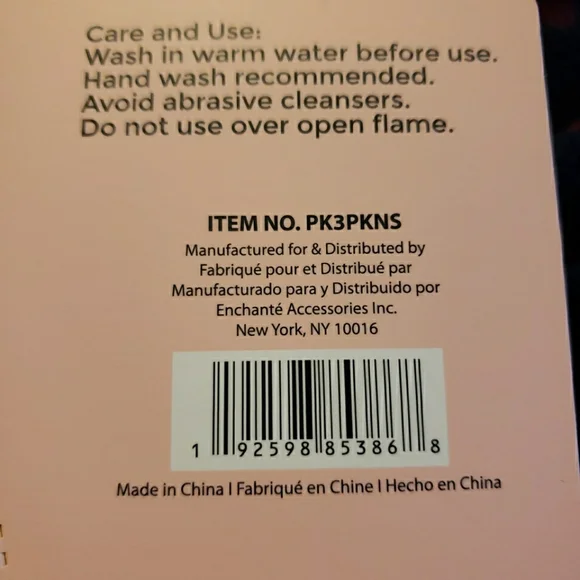 Care and Use:
Wash in warm water before use.
Hand wash recommended.
Avoid abrasive cleansers.
Do not use over open flame.
ITEM NO. PK3PKNS
Manufactured for & Distributed by
Fabriqué pour et Distribué par
Manufacturado para y Distribuido por
Enchanté Accessories Inc.
New York, NY 10016
1 92598 85386 8
Made in China I Fabriqué en Chine I Hecho en China